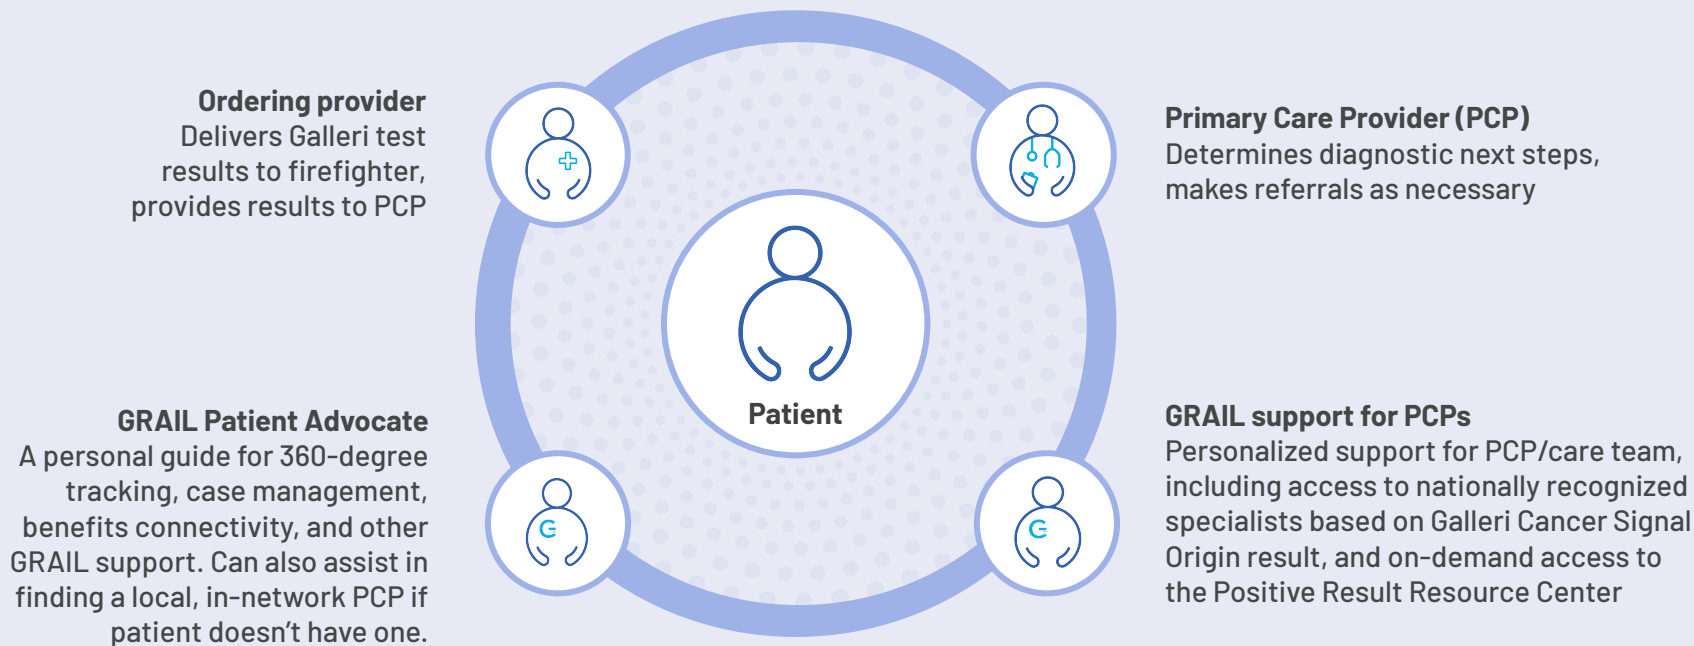 Ordering provider
Delivers Galleri test
results to firefighter,
provides results to PCP
Primary Care Provider (PCP)
Determines diagnostic next steps,
makes referrals as necessary
Patient
GRAIL Patient Advocate
A personal guide for 360-degree
tracking, case management,
benefits connectivity, and other
GRAIL support. Can also assist in
finding a local, in-network PCP if
patient doesn't have one.
G
GRAIL support for PCPs
Personalized support for PCP/care team,
including access to nationally recognized
specialists based on Galleri Cancer Signal
Origin result, and on-demand access to
the Positive Result Resource Center
G